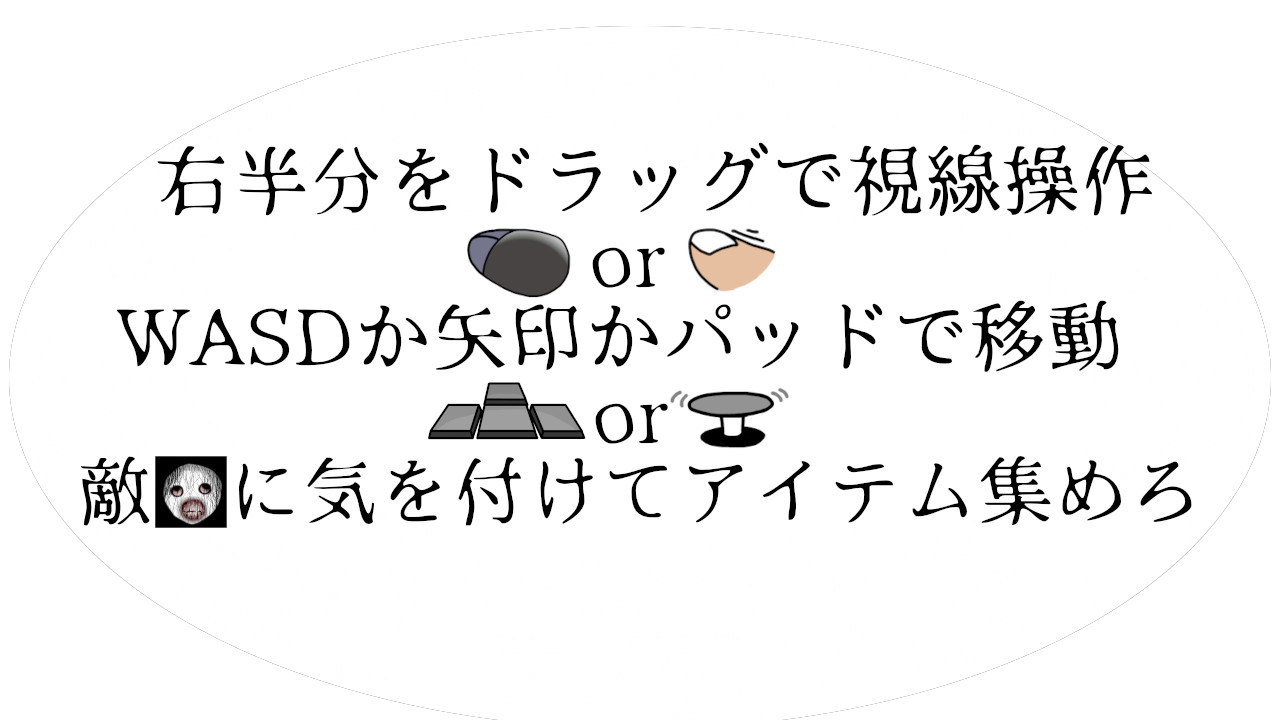 右半分をドラッグで視線操作
or
WASDか矢印かパッドで移動
or
敵に気を付けてアイテム集めろ